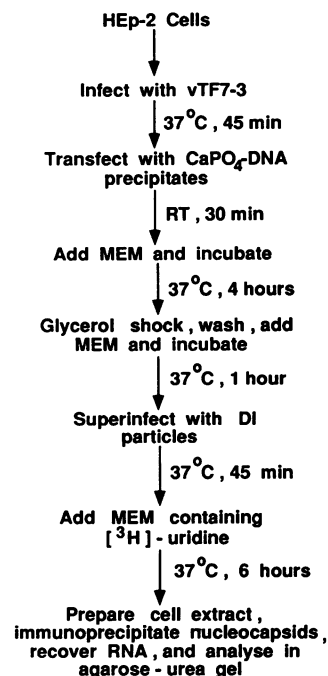 HEp-2 Cells
Infect with vTF7-3
37°C, 45 min
Transfect with CaPO4-DNA
precipitates
RT, 30 min
Add MEM and incubate
37°C, 4 hours
Glycerol shock, wash, add
MEM and incubate
37°C, 1 hour
Superinfect with DI
particles
37°C, 45 min
Add MEM containing
[³H]-uridine
37°C, 6 hours
Prepare cell extract,
immunoprecipitate nucleocapsids,
recover RNA, and analyse in
agarose-urea gel